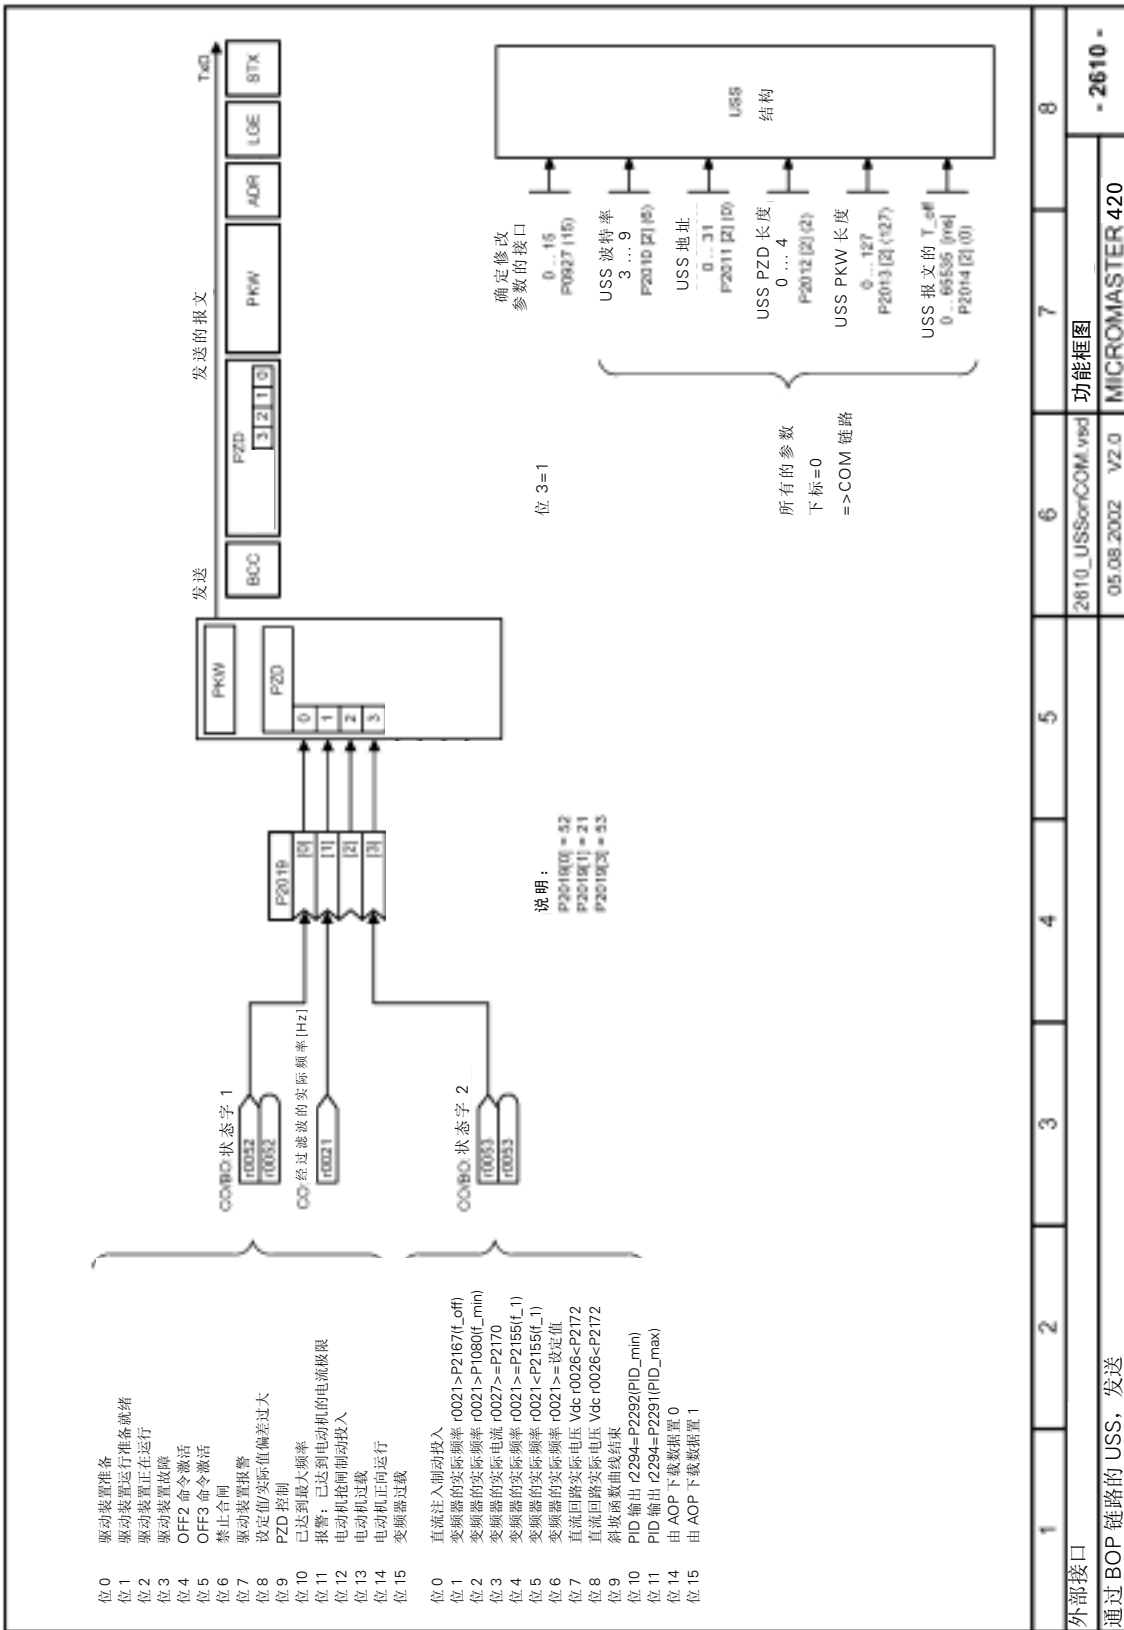 位 0 驱动装置准备
位 1 驱动装置运行准备就绪
位 2 驱动装置正在运行
位 3 驱动装置故障
位 4 OFF2 命令激活
位 5 OFF3 命令激活
位 6 禁止合闸
位 7 驱动装置报警
位 8 设定值/实际值偏差过大
位 9 PZD 控制
位 10 已达到最大频率
位 11 报警：已达到电动机的电流极限
位 12 电动机抱闸制动投入
位 13 电动机过载
位 14 电动机正向运行
位 15 变频器过载
位 0 直流注入制动投入
位 1 变频器的实际频率 r0021>P2167(f_off)
位 2 变频器的实际频率 r0021>P1080(f_min)
位 3 变频器的实际电流 r0027>=P2170
位 4 变频器的实际频率 r0021>=P2155(f_1)
位 5 变频器的实际频率 r0021<P2155(f_1)
位 6 变频器的实际频率 r0021>=设定值
位 7 直流回路实际电压 Vdc r0026<P2172
位 8 直流回路实际电压 Vdc r0026<P2172
位 9 斜坡函数曲线结束
位 10 PID 输出 r2294=P2292(PID_min)
位 11 PID 输出 r2294=P2291(PID_max)
位 14 由 AOP 下载数据置 0
位 15 由 AOP 下载数据置 1
CO/BO:状态字 1
r0052
r0052
CO:经过滤波的实际频率[Hz]
r0021
CO/BO:状态字 2
r0053
r0053
P2019
[0]
[1]
[2]
[3]
说明：
P2019[0] = 52
P2019[1] = 21
P2019[3] = 53
PKW
PZD
0
1
2
3
发送
发送的报文
TxD
BCC
PZD
3 2 1 0
PKW
ADR
LGE
STX
位 3=1
确定修改
参数的接口
0 ... 15
P0927 (15)
USS 波特率
3 ... 9
P2010 [2] (6)
USS 地址
0 ... 31
P2011 [2] (0)
USS PZD 长度
0 ... 4
P2012 [2] (2)
USS PKW 长度
0 ... 127
P2013 [2] (127)
USS 报文的 T_off
0 ... 65535 [ms]
P2014 [2] (0)
USS
结构
所有的参数
下标=0
=>COM 链路
1 2 3 4 5 6 7 8
外部接口
2610_USSonCOM.vsd
功能框图
- 2610 -
通过 BOP 链路的 USS，发送
05.08.2002 V2.0
MICROMASTER 420